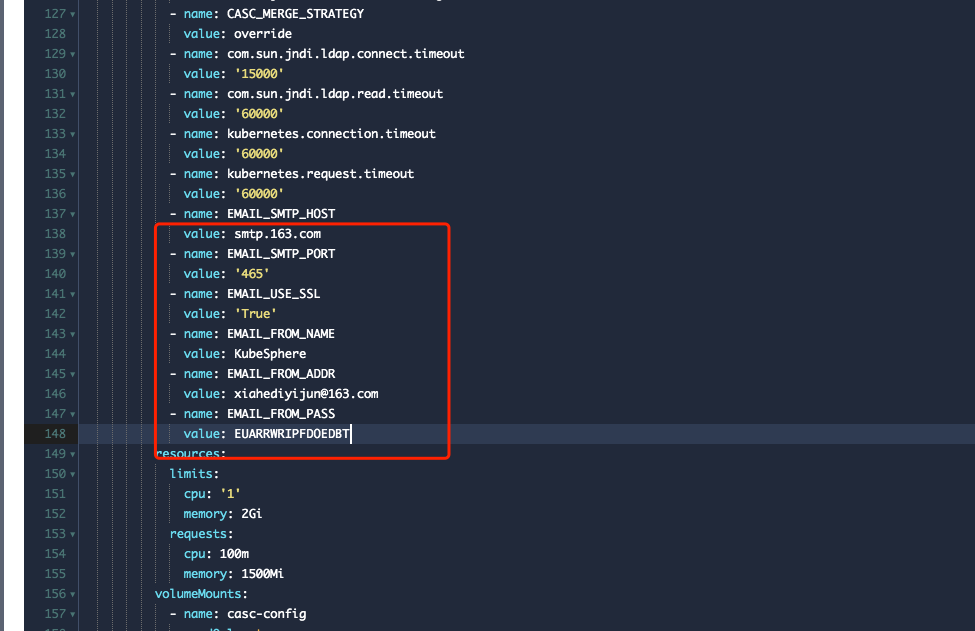 127 - name: CASC_MERGE_STRATEGY
128 value: override
129 - name: com.sun.jndi.ldap.connect.timeout
130 value: '15000'
131 - name: com.sun.jndi.ldap.read.timeout
132 value: '60000'
133 - name: kubernetes.connection.timeout
134 value: '60000'
135 - name: kubernetes.request.timeout
136 value: '60000'
137 - name: EMAIL_SMTP_HOST
138 value: smtp.163.com
139 - name: EMAIL_SMTP_PORT
140 value: '465'
141 - name: EMAIL_USE_SSL
142 value: 'True'
143 - name: EMAIL_FROM_NAME
144 value: KubeSphere
145 - name: EMAIL_FROM_ADDR
146 value: xiahediyijun@163.com
147 - name: EMAIL_FROM_PASS
148 value: EUARRWRIPFDOEDBT
149 resources:
150 limits:
151 cpu: '1'
152 memory: 2Gi
153 requests:
154 cpu: 100m
155 memory: 1500Mi
156 volumeMounts:
157 - name: casc-config